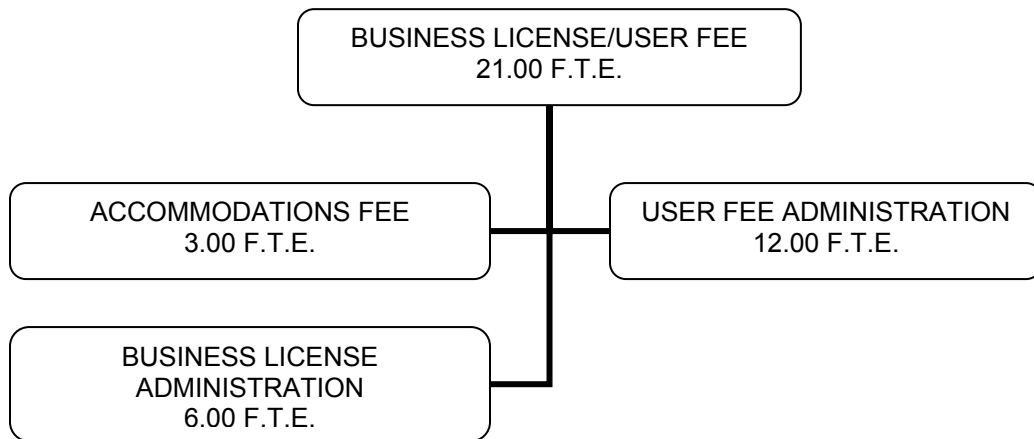 BUSINESS LICENSE/USER FEE
21.00 F.T.E.
ACCOMMODATIONS FEE
3.00 F.T.E.
USER FEE ADMINISTRATION
12.00 F.T.E.
BUSINESS LICENSE
ADMINISTRATION
6.00 F.T.E.